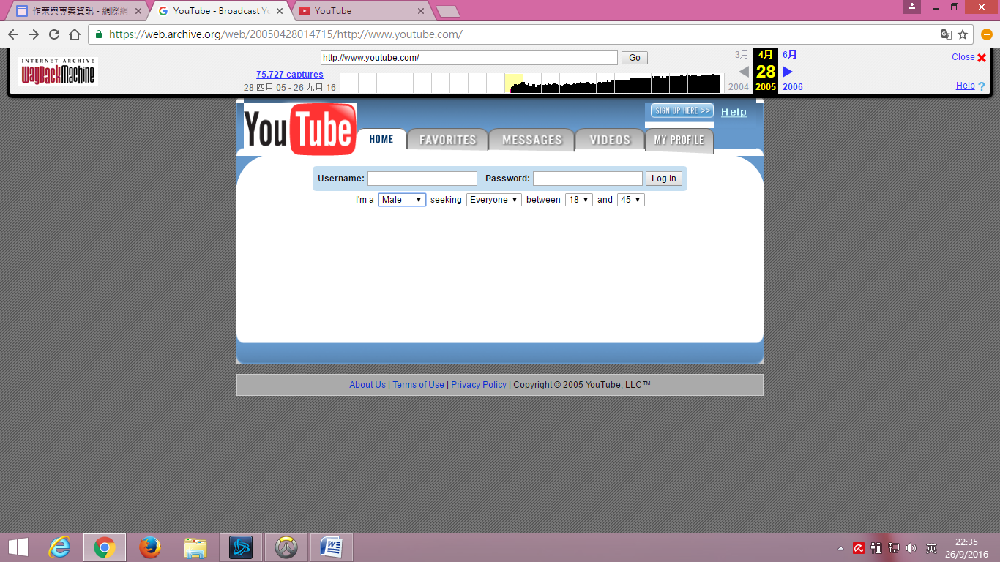 作業與專案資訊 - 網際網
YouTube - Broadcast Yo
YouTube
https://web.archive.org/web/20050428014715/http://www.youtube.com/
INTERNET ARCHIVE
WayBackMachine
http://www.youtube.com/
Go
75,727 captures
28 四月 05 - 26 九月 16
3月 4月 6月
28
2004 2005 2006
Close
Help ?
YouTube
SIGN UP HERE >>
Help
HOME FAVORITES MESSAGES VIDEOS MY PROFILE
Username: Password: Log In
I'm a Male seeking Everyone between 18 and 45
About Us | Terms of Use | Privacy Policy | Copyright © 2005 YouTube, LLC™
英
22:35
26/9/2016